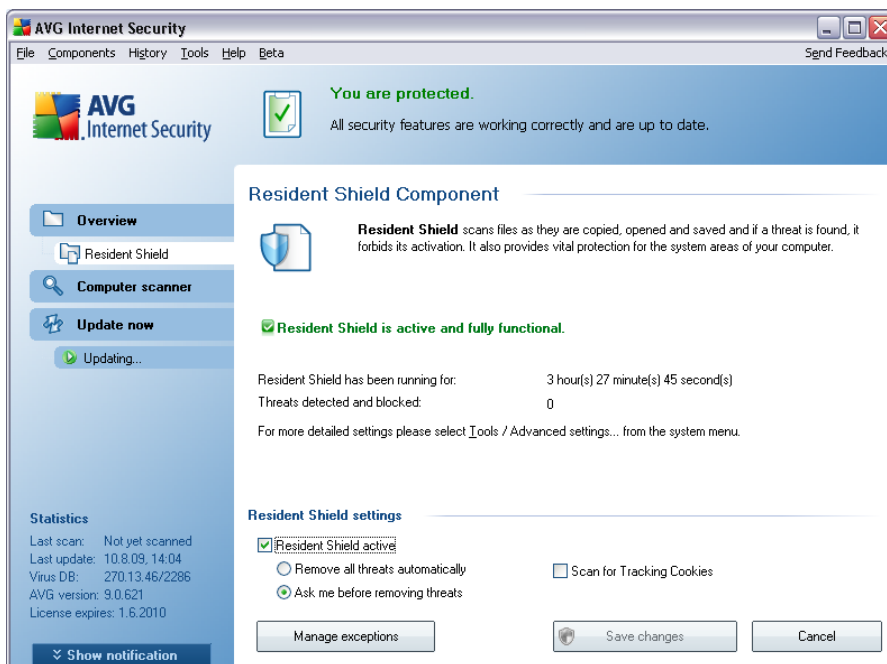 AVG Internet Security
File Components History Tools Help Beta
Send Feedback
AVG
Internet Security
You are protected.
All security features are working correctly and are up to date.
Overview
Resident Shield
Computer scanner
Update now
Updating...
Resident Shield Component
Resident Shield scans files as they are copied, opened and saved and if a threat is found, it
forbids its activation. It also provides vital protection for the system areas of your computer.
Resident Shield is active and fully functional.
Resident Shield has been running for: 3 hour(s) 27 minute(s) 45 second(s)
Threats detected and blocked: 0
For more detailed settings please select Tools / Advanced settings... from the system menu.
Statistics
Last scan: Not yet scanned
Last update: 10.8.09, 14:04
Virus DB: 270.13.46/2286
AVG version: 9.0.621
License expires: 1.6.2010
Show notification
Resident Shield settings
Resident Shield active
Remove all threats automatically
Ask me before removing threats
Scan for Tracking Cookies
Manage exceptions
Save changes
Cancel